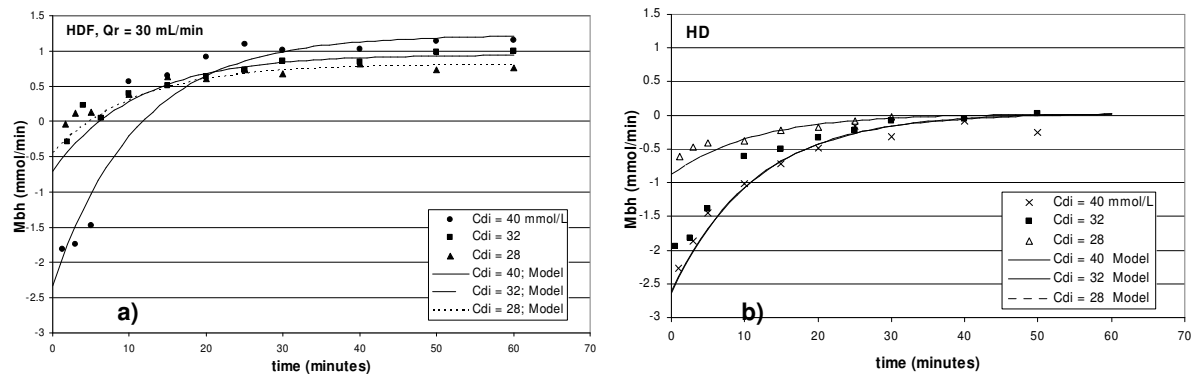 HDF, Qr = 30 mL/min
1.5
1
0.5
0
-0.5
-1
-1.5
-2
-2.5
-3
Mbh (mmol/min)
0 10 20 30 40 50 60 70
time (minutes)
Cdi = 40 mmol/L
Cdi = 32
Cdi = 28
Cdi = 40; Model
Cdi = 32; Model
Cdi = 28; Model
a)
HD
1.5
1
0.5
0
-0.5
-1
-1.5
-2
-2.5
-3
Mbh (mmol/min)
0 10 20 30 40 50 60 70
time (minutes)
Cdi = 40 mmol/L
Cdi = 32
Cdi = 28
Cdi = 40 Model
Cdi = 32 Model
Cdi = 28 Model
b)